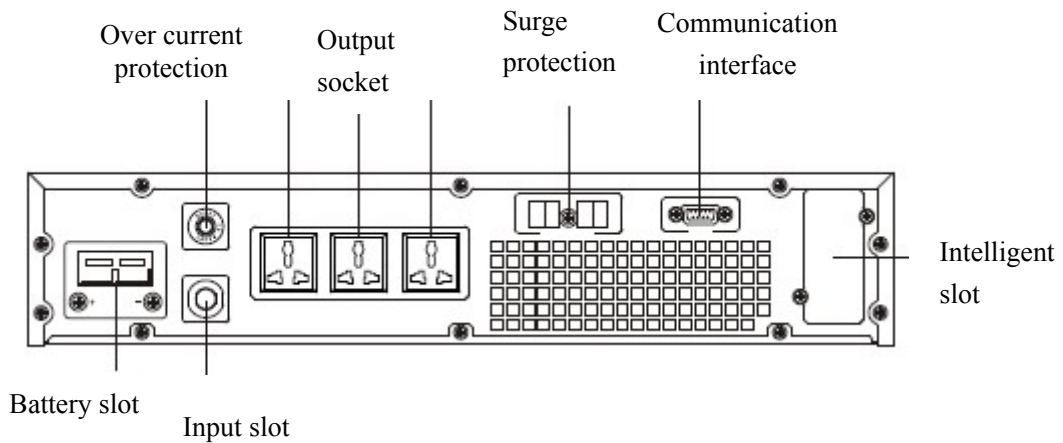 Over current
protection
Output
socket
Surge
protection
Communication
interface
Intelligent
slot
+
−
Battery slot
Input slot